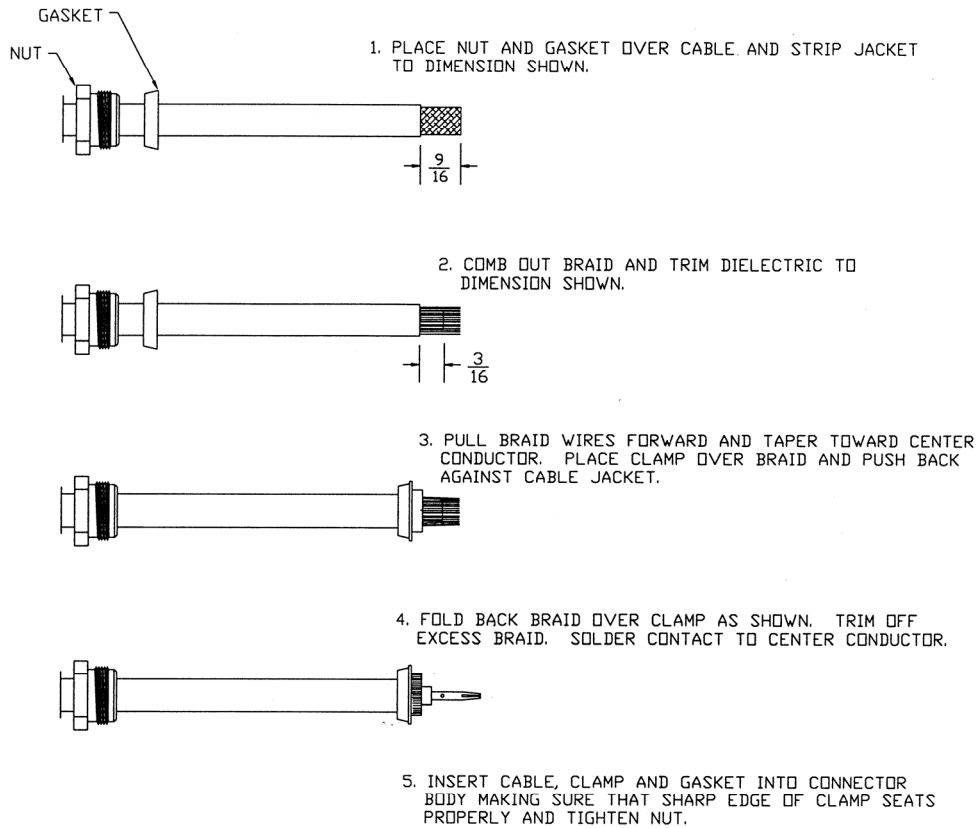 GASKET
NUT
1. PLACE NUT AND GASKET OVER CABLE AND STRIP JACKET
TO DIMENSION SHOWN.
9
16
2. COMB OUT BRAID AND TRIM DIELECTRIC TO
DIMENSION SHOWN.
3
16
3. PULL BRAID WIRES FORWARD AND TAPER TOWARD CENTER
CONDUCTOR. PLACE CLAMP OVER BRAID AND PUSH BACK
AGAINST CABLE JACKET.
4. FOLD BACK BRAID OVER CLAMP AS SHOWN. TRIM OFF
EXCESS BRAID. SOLDER CONTACT TO CENTER CONDUCTOR.
5. INSERT CABLE, CLAMP AND GASKET INTO CONNECTOR
BODY MAKING SURE THAT SHARP EDGE OF CLAMP SEATS
PROPERLY AND TIGHTEN NUT.